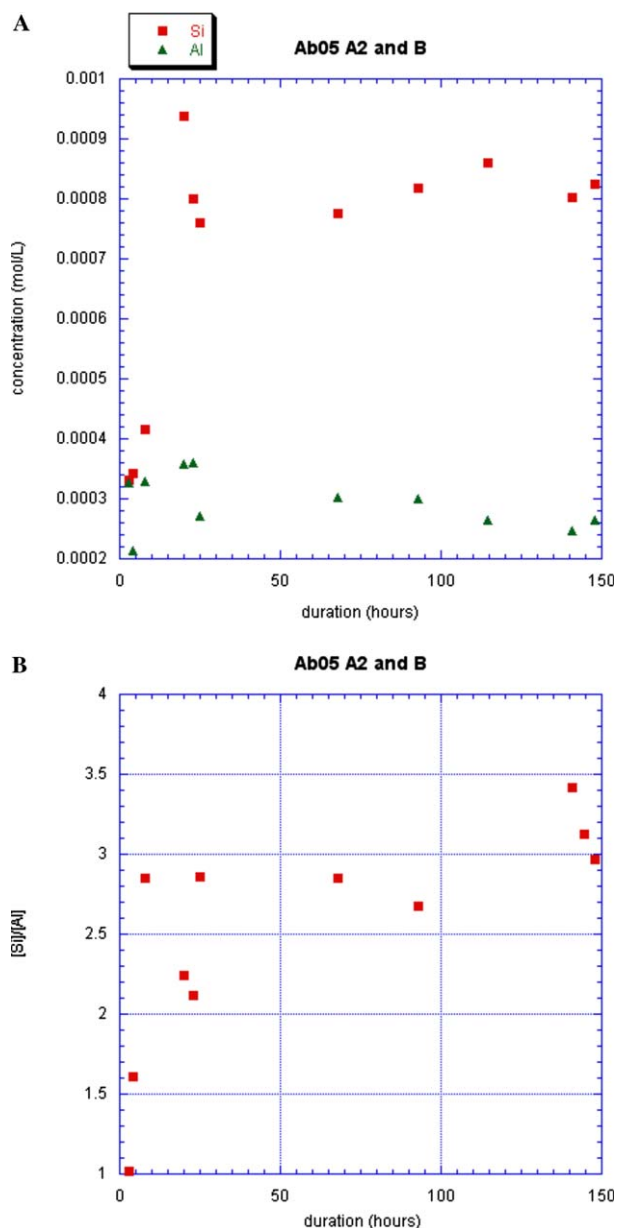 A
Si
Al
Ab05 A2 and B
0.001
0.0009
0.0008
0.0007
0.0006
0.0005
0.0004
0.0003
0.0002
concentration (mol/L)
0 50 100 150
duration (hours)
B
Ab05 A2 and B
4
3.5
3
2.5
2
1.5
1
[Si]/[Al]
0 50 100 150
duration (hours)